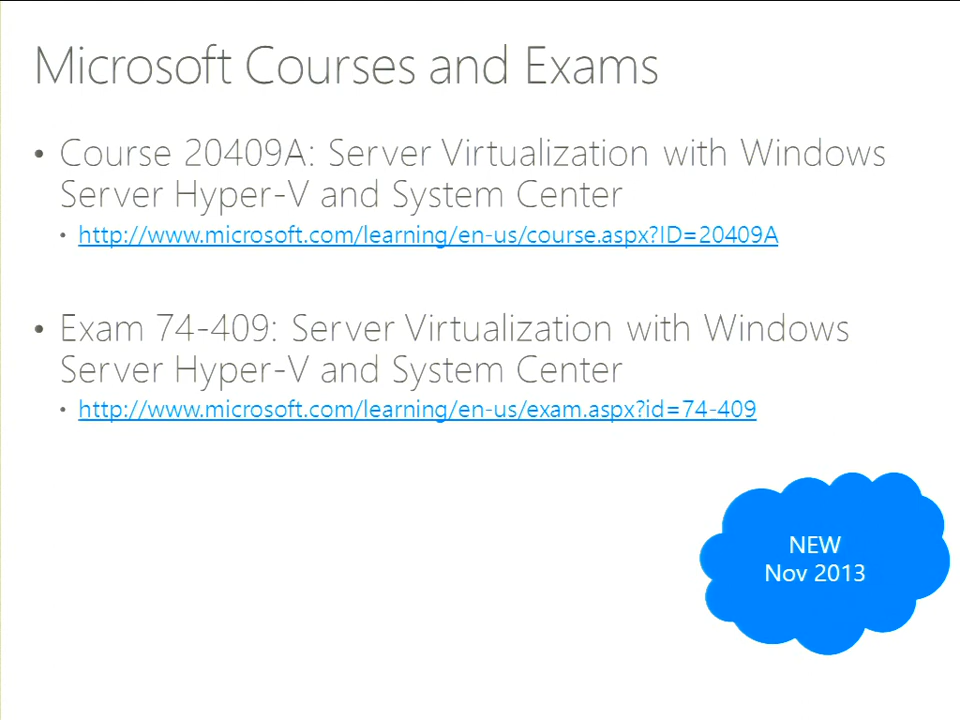 Microsoft Courses and Exams
• Course 20409A: Server Virtualization with Windows
Server Hyper-V and System Center
• http://www.microsoft.com/learning/en-us/course.aspx?ID=20409A
• Exam 74-409: Server Virtualization with Windows
Server Hyper-V and System Center
• http://www.microsoft.com/learning/en-us/exam.aspx?id=74-409
NEW
Nov 2013